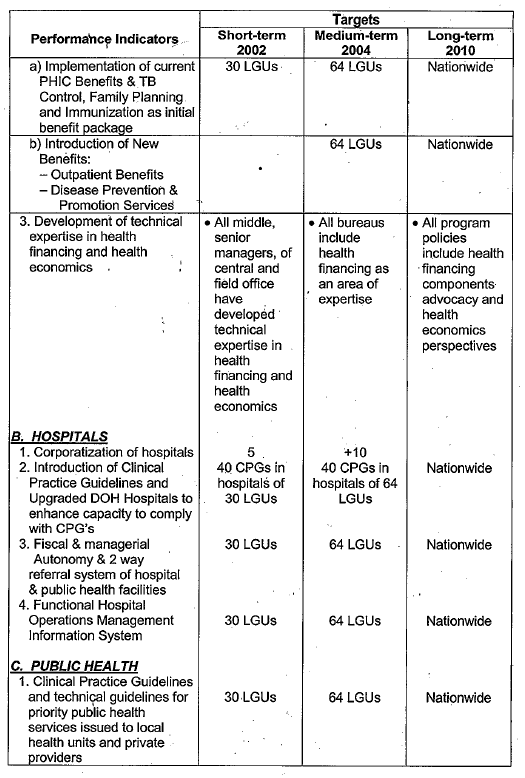 Performance Indicators
Targets
Short-term 2002
Medium-term 2004
Long-term 2010
a) Implementation of current PHIC Benefits & TB Control, Family Planning and Immunization as initial benefit package
30 LGUs
64 LGUs
Nationwide
b) Introduction of New Benefits:
– Outpatient Benefits
– Disease Prevention & Promotion Services
64 LGUs
Nationwide
3. Development of technical expertise in health financing and health economics
• All middle, senior managers, of central and field office have developed technical expertise in health financing and health economics
• All bureaus include health financing as an area of expertise
• All program policies include health financing components advocacy and health economics perspectives
B. HOSPITALS
1. Corporatization of hospitals
5
+10
2. Introduction of Clinical Practice Guidelines and Upgraded DOH Hospitals to enhance capacity to comply with CPG's
40 CPGs in hospitals of 30 LGUs
40 CPGs in hospitals of 64 LGUs
Nationwide
3. Fiscal & managerial Autonomy & 2 way referral system of hospital & public health facilities
30 LGUs
64 LGUs
Nationwide
4. Functional Hospital Operations Management Information System
30 LGUs
64 LGUs
Nationwide
C. PUBLIC HEALTH
1. Clinical Practice Guidelines and technical guidelines for priority public health services issued to local health units and private providers
30 LGUs
64 LGUs
Nationwide